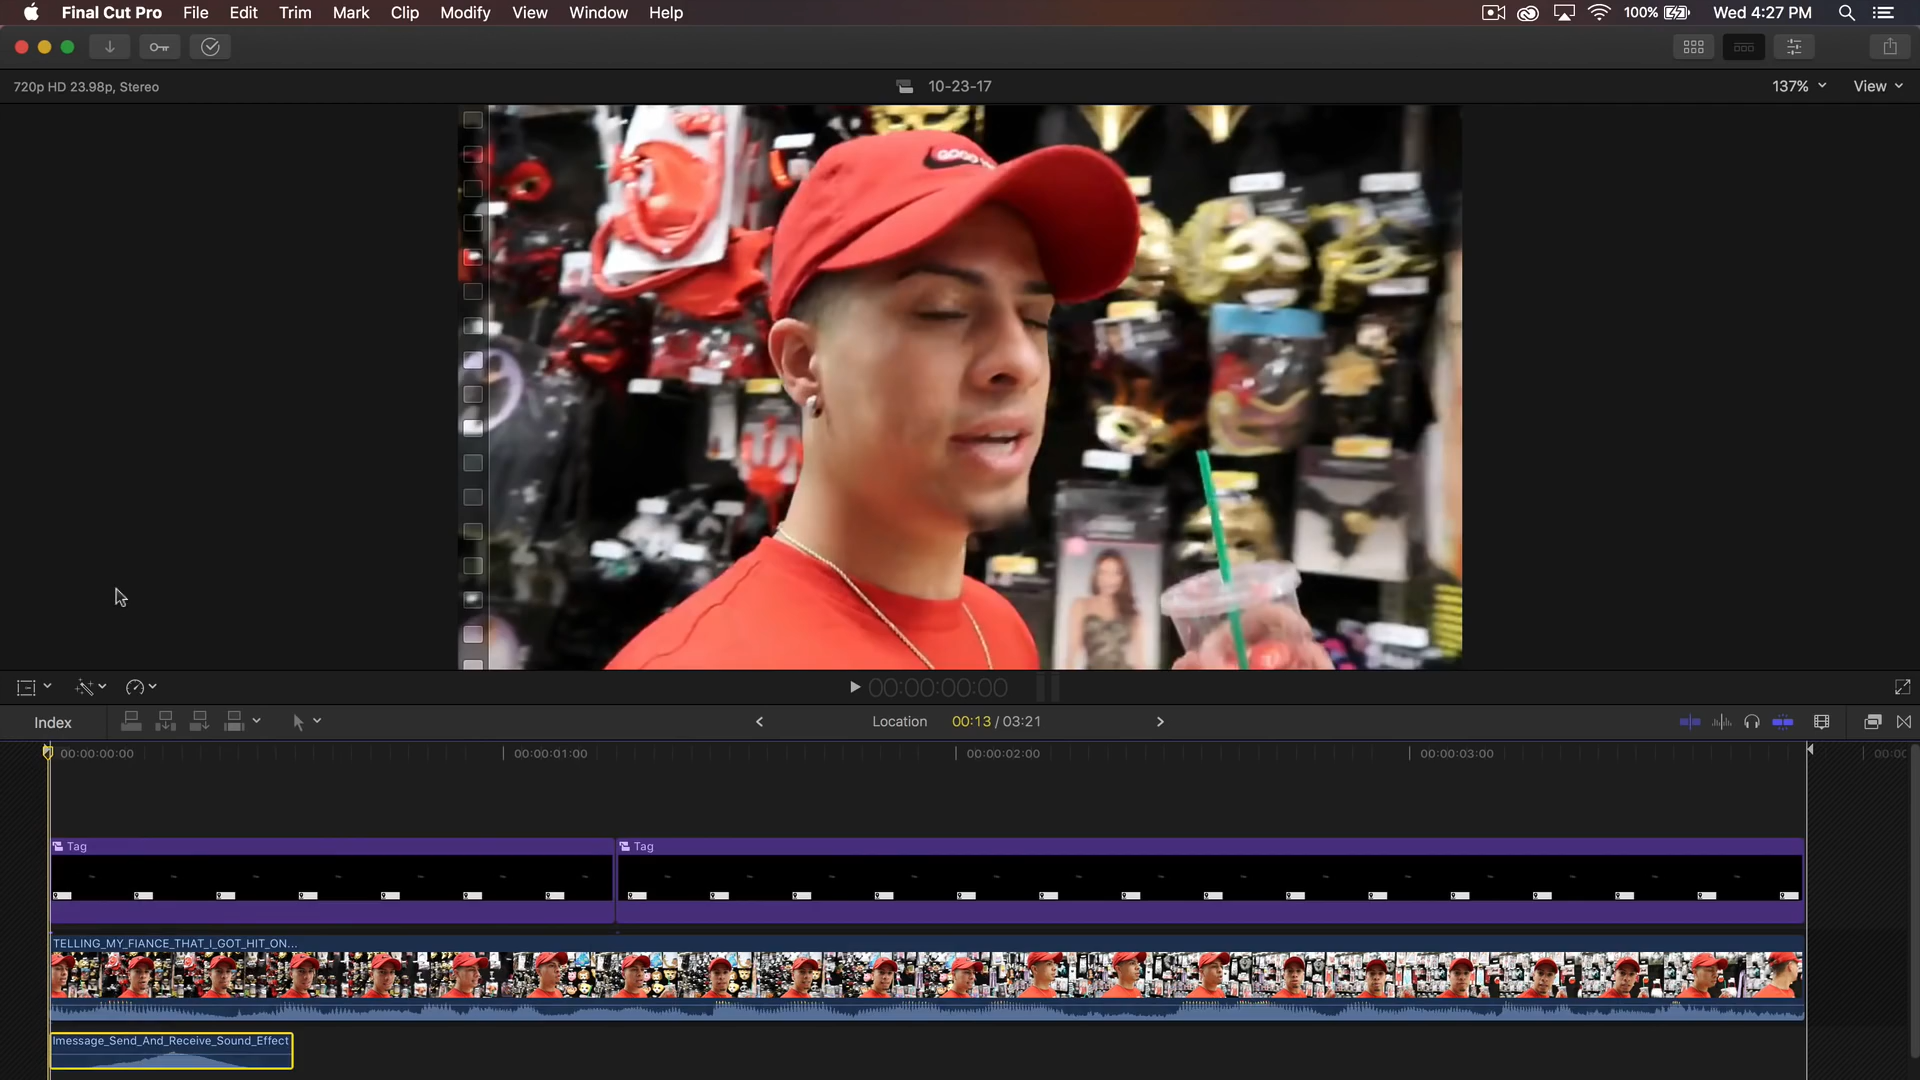 Final Cut Pro File Edit Trim Mark Clip Modify View Window Help 100% Wed 4:27 PM
720p HD 23.98p, Stereo 10-23-17 137% View
GOOD
00:00:00:00
Index Location 00:13 / 03:21
00:00:00:00 00:00:01:00 00:00:02:00 00:00:03:00
Tag Tag
TELLING_MY_FIANCE_THAT_I_GOT_HIT_ON...
Imessage_Send_And_Receive_Sound_Effect